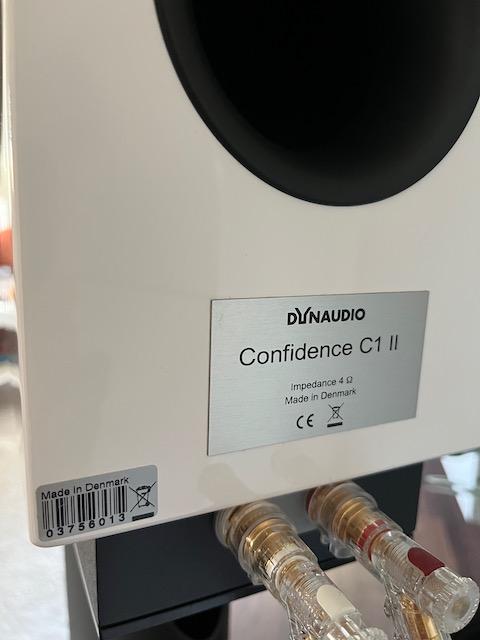 DYNAUDIO
Confidence C1 II
Impedance 4 Ω
Made in Denmark
CE
Made in Denmark
03756013